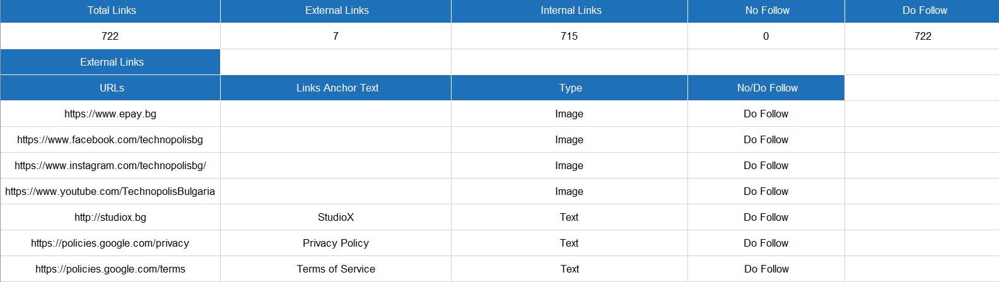 Total Links External Links Internal Links No Follow Do Follow
722 7 715 0 722
External Links
URLs Links Anchor Text Type No/Do Follow
https://www.epay.bg Image Do Follow
https://www.facebook.com/technopolisbg Image Do Follow
https://www.instagram.com/technopolisbg/ Image Do Follow
https://www.youtube.com/TechnopolisBulgaria Image Do Follow
http://studiox.bg StudioX Text Do Follow
https://policies.google.com/privacy Privacy Policy Text Do Follow
https://policies.google.com/terms Terms of Service Text Do Follow